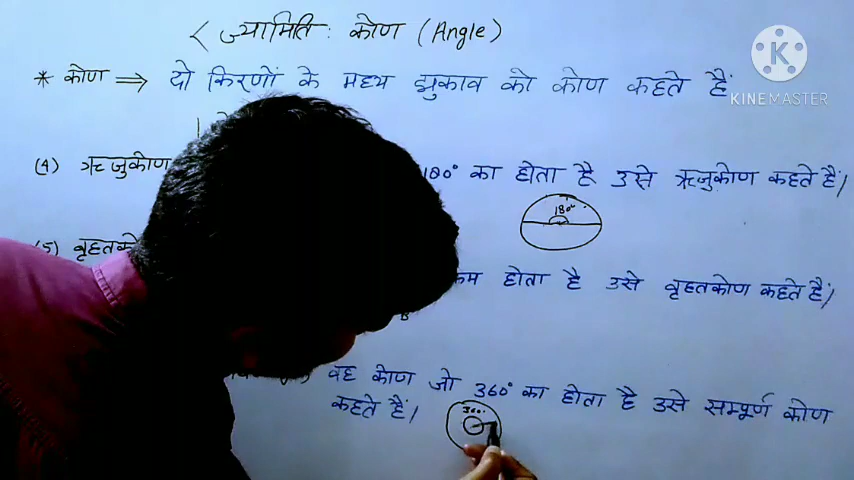 ज्यामिति: कोण (Angle)
* कोण ⇒ दो किरणों के मध्य झुकाव को कोण कहते हैं
K
KINEMASTER
(4) ऋजुकोण 180° का होता है उसे ऋजुकोण कहते हैं।
180°
(5)
कम होता है उसे वृहतकोण कहते हैं।
B
वह कोण जो 360° का होता है उसे सम्पूर्ण कोण
कहते हैं।
360°